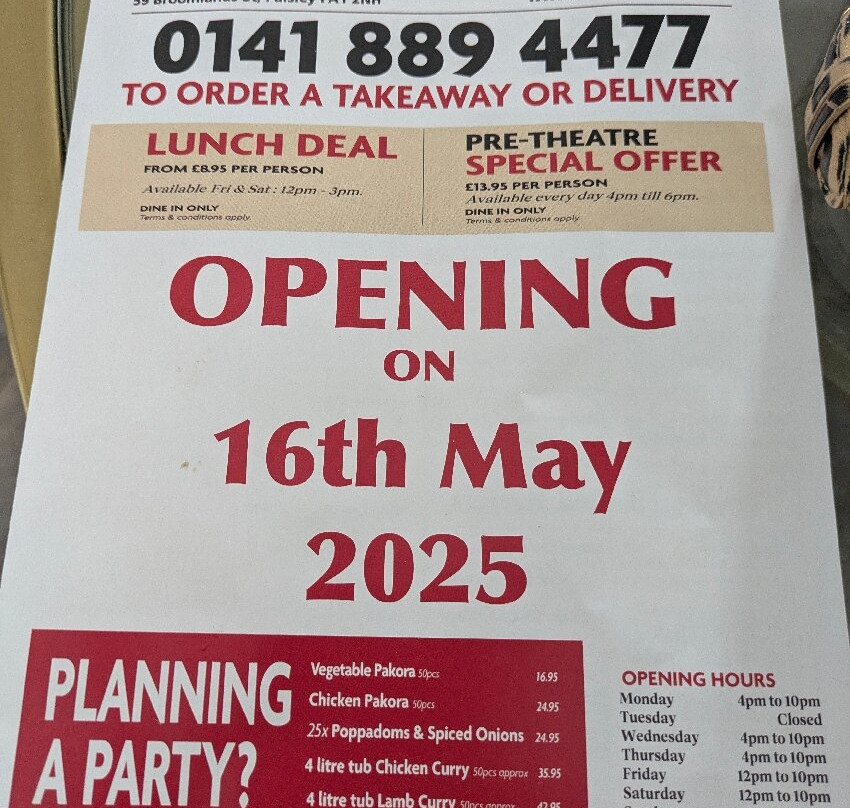 0141 889 4477
TO ORDER A TAKEAWAY OR DELIVERY
LUNCH DEAL
FROM £8.95 PER PERSON
Available Fri & Sat : 12pm - 3pm.
DINE IN ONLY
Terms & conditions apply.
PRE-THEATRE
SPECIAL OFFER
£13.95 PER PERSON
Available every day 4pm till 6pm.
DINE IN ONLY
Terms & conditions apply
OPENING
ON
16th May
2025
PLANNING
A PARTY?
Vegetable Pakora 50pcs 16.95
Chicken Pakora 50pcs 24.95
25x Poppadoms & Spiced Onions 24.95
4 litre tub Chicken Curry 50pcs approx 35.95
4 litre tub Lamb Curry 50pcs approx 42.95
OPENING HOURS
Monday 4pm to 10pm
Tuesday Closed
Wednesday 4pm to 10pm
Thursday 4pm to 10pm
Friday 12pm to 10pm
Saturday 12pm to 10pm